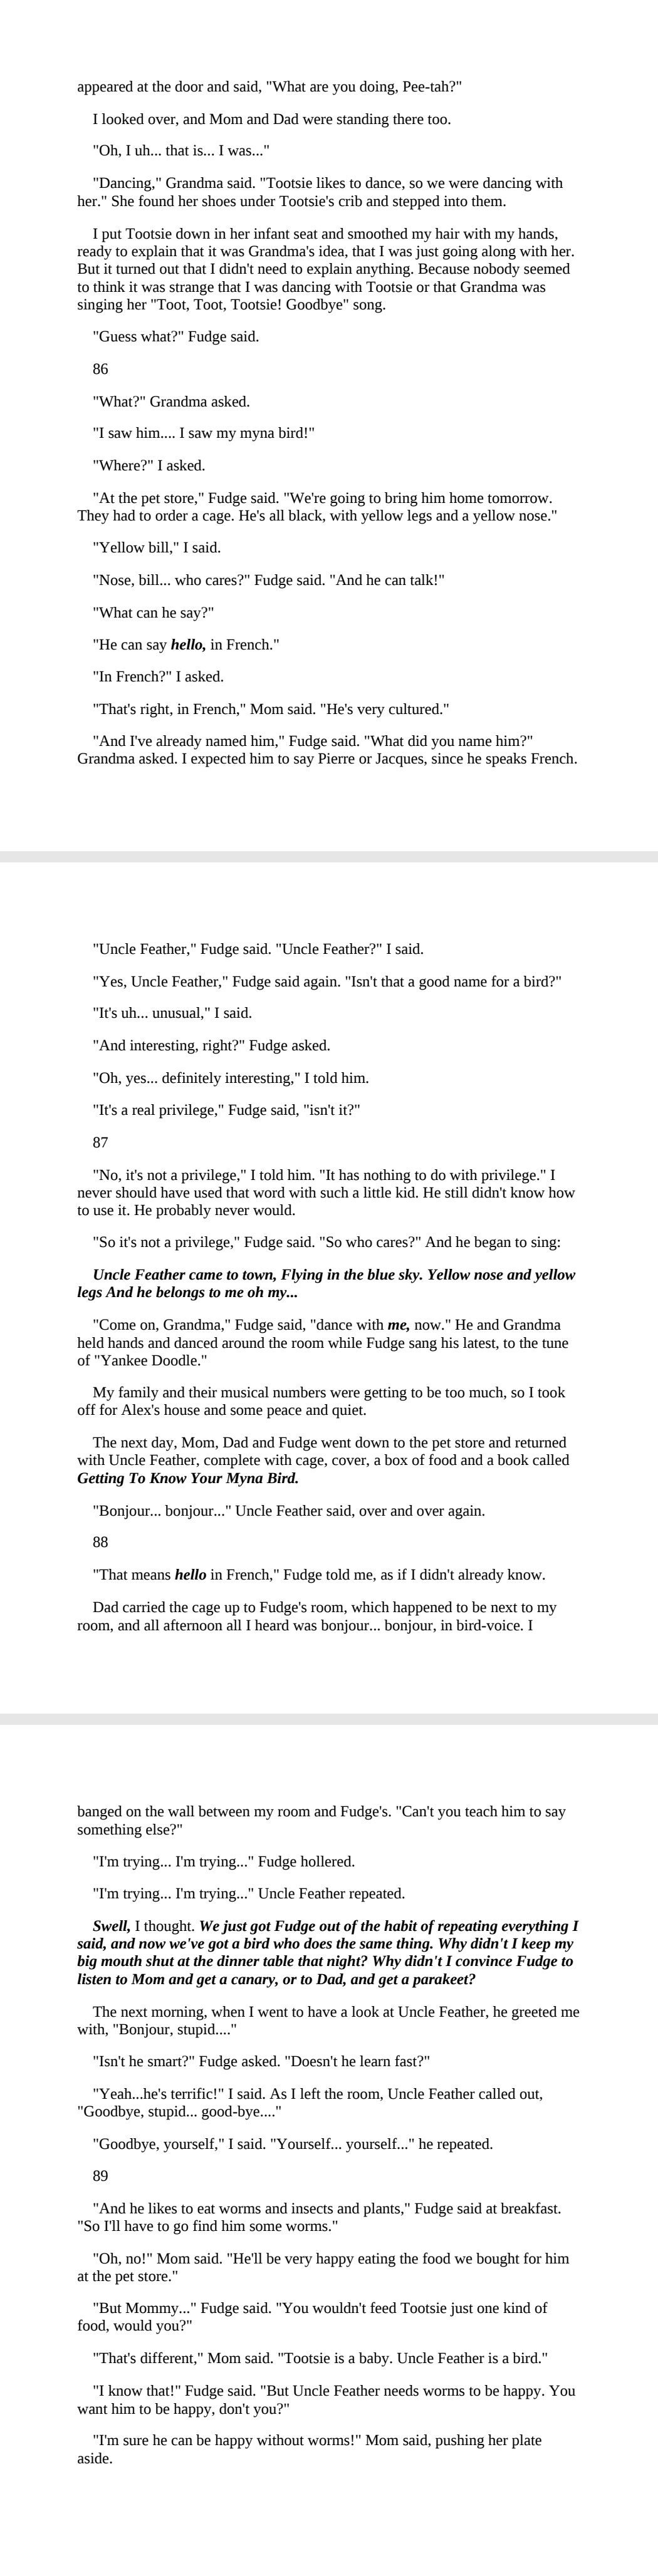 appeared at the door and said, "What are you doing, Pee-tah?"
I looked over, and Mom and Dad were standing there too.
"Oh, I uh... that is... I was..."
"Dancing," Grandma said. "Tootsie likes to dance, so we were dancing with
her." She found her shoes under Tootsie's crib and stepped into them.
I put Tootsie down in her infant seat and smoothed my hair with my hands,
ready to explain that it was Grandma's idea, that I was just going along with her.
But it turned out that I didn't need to explain anything. Because nobody seemed
to think it was strange that I was dancing with Tootsie or that Grandma was
singing her "Toot, Toot, Tootsie! Goodbye" song.
"Guess what?" Fudge said.
86
"What?" Grandma asked.
"I saw him.... I saw my myna bird!"
"Where?" I asked.
"At the pet store," Fudge said. "We're going to bring him home tomorrow.
They had to order a cage. He's all black, with yellow legs and a yellow nose."
"Yellow bill," I said.
"Nose, bill... who cares?" Fudge said. "And he can talk!"
"What can he say?"
"He can say hello, in French."
"In French?" I asked.
"That's right, in French," Mom said. "He's very cultured."
"And I've already named him," Fudge said. "What did you name him?"
Grandma asked. I expected him to say Pierre or Jacques, since he speaks French.
"Uncle Feather," Fudge said. "Uncle Feather?" I said.
"Yes, Uncle Feather," Fudge said again. "Isn't that a good name for a bird?"
"It's uh... unusual," I said.
"And interesting, right?" Fudge asked.
"Oh, yes... definitely interesting," I told him.
"It's a real privilege," Fudge said, "isn't it?"
87
"No, it's not a privilege," I told him. "It has nothing to do with privilege." I
never should have used that word with such a little kid. He still didn't know how
to use it. He probably never would.
"So it's not a privilege," Fudge said. "So who cares?" And he began to sing:
Uncle Feather came to town, Flying in the blue sky. Yellow nose and yellow
legs And he belongs to me oh my...
"Come on, Grandma," Fudge said, "dance with me, now." He and Grandma
held hands and danced around the room while Fudge sang his latest, to the tune
of "Yankee Doodle."
My family and their musical numbers were getting to be too much, so I took
off for Alex's house and some peace and quiet.
The next day, Mom, Dad and Fudge went down to the pet store and returned
with Uncle Feather, complete with cage, cover, a box of food and a book called
Getting To Know Your Myna Bird.
"Bonjour... bonjour..." Uncle Feather said, over and over again.
88
"That means hello in French," Fudge told me, as if I didn't already know.
Dad carried the cage up to Fudge's room, which happened to be next to my
room, and all afternoon all I heard was bonjour... bonjour, in bird-voice. I
banged on the wall between my room and Fudge's. "Can't you teach him to say
something else?"
"I'm trying... I'm trying..." Fudge hollered.
"I'm trying... I'm trying..." Uncle Feather repeated.
Swell, I thought. We just got Fudge out of the habit of repeating everything I
said, and now we've got a bird who does the same thing. Why didn't I keep my
big mouth shut at the dinner table that night? Why didn't I convince Fudge to
listen to Mom and get a canary, or to Dad, and get a parakeet?
The next morning, when I went to have a look at Uncle Feather, he greeted me
with, "Bonjour, stupid...."
"Isn't he smart?" Fudge asked. "Doesn't he learn fast?"
"Yeah...he's terrific!" I said. As I left the room, Uncle Feather called out,
"Goodbye, stupid... good-bye...."
"Goodbye, yourself," I said. "Yourself... yourself..." he repeated.
89
"And he likes to eat worms and insects and plants," Fudge said at breakfast.
"So I'll have to go find him some worms."
"Oh, no!" Mom said. "He'll be very happy eating the food we bought for him
at the pet store."
"But Mommy..." Fudge said. "You wouldn't feed Tootsie just one kind of
food, would you?"
"That's different," Mom said. "Tootsie is a baby. Uncle Feather is a bird."
"I know that!" Fudge said. "But Uncle Feather needs worms to be happy. You
want him to be happy, don't you?"
"I'm sure he can be happy without worms!" Mom said, pushing her plate
aside.